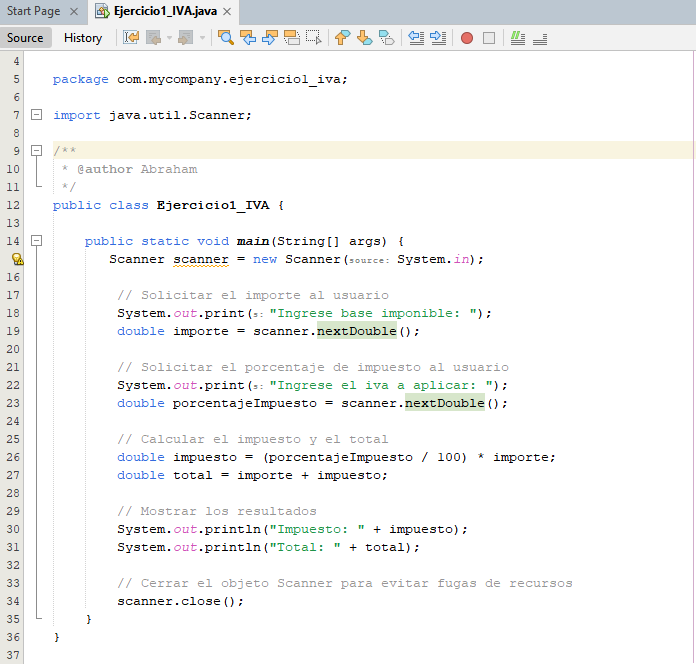 Start Page × Ejercicio1_IVA.java ×
Source History
4
5 package com.mycompany.ejercicio1_iva;
6
7 import java.util.Scanner;
8
9 /**
10 * @author Abraham
11 */
12 public class Ejercicio1_IVA {
13
14 public static void main(String[] args) {
Scanner scanner = new Scanner(source: System.in);
16
17 // Solicitar el importe al usuario
18 System.out.print(s: "Ingrese base imponible: ");
19 double importe = scanner.nextDouble();
20
21 // Solicitar el porcentaje de impuesto al usuario
22 System.out.print(s: "Ingrese el iva a aplicar: ");
23 double porcentajeImpuesto = scanner.nextDouble();
24
25 // Calcular el impuesto y el total
26 double impuesto = (porcentajeImpuesto / 100) * importe;
27 double total = importe + impuesto;
28
29 // Mostrar los resultados
30 System.out.println("Impuesto: " + impuesto);
31 System.out.println("Total: " + total);
32
33 // Cerrar el objeto Scanner para evitar fugas de recursos
34 scanner.close();
35 }
36 }
37